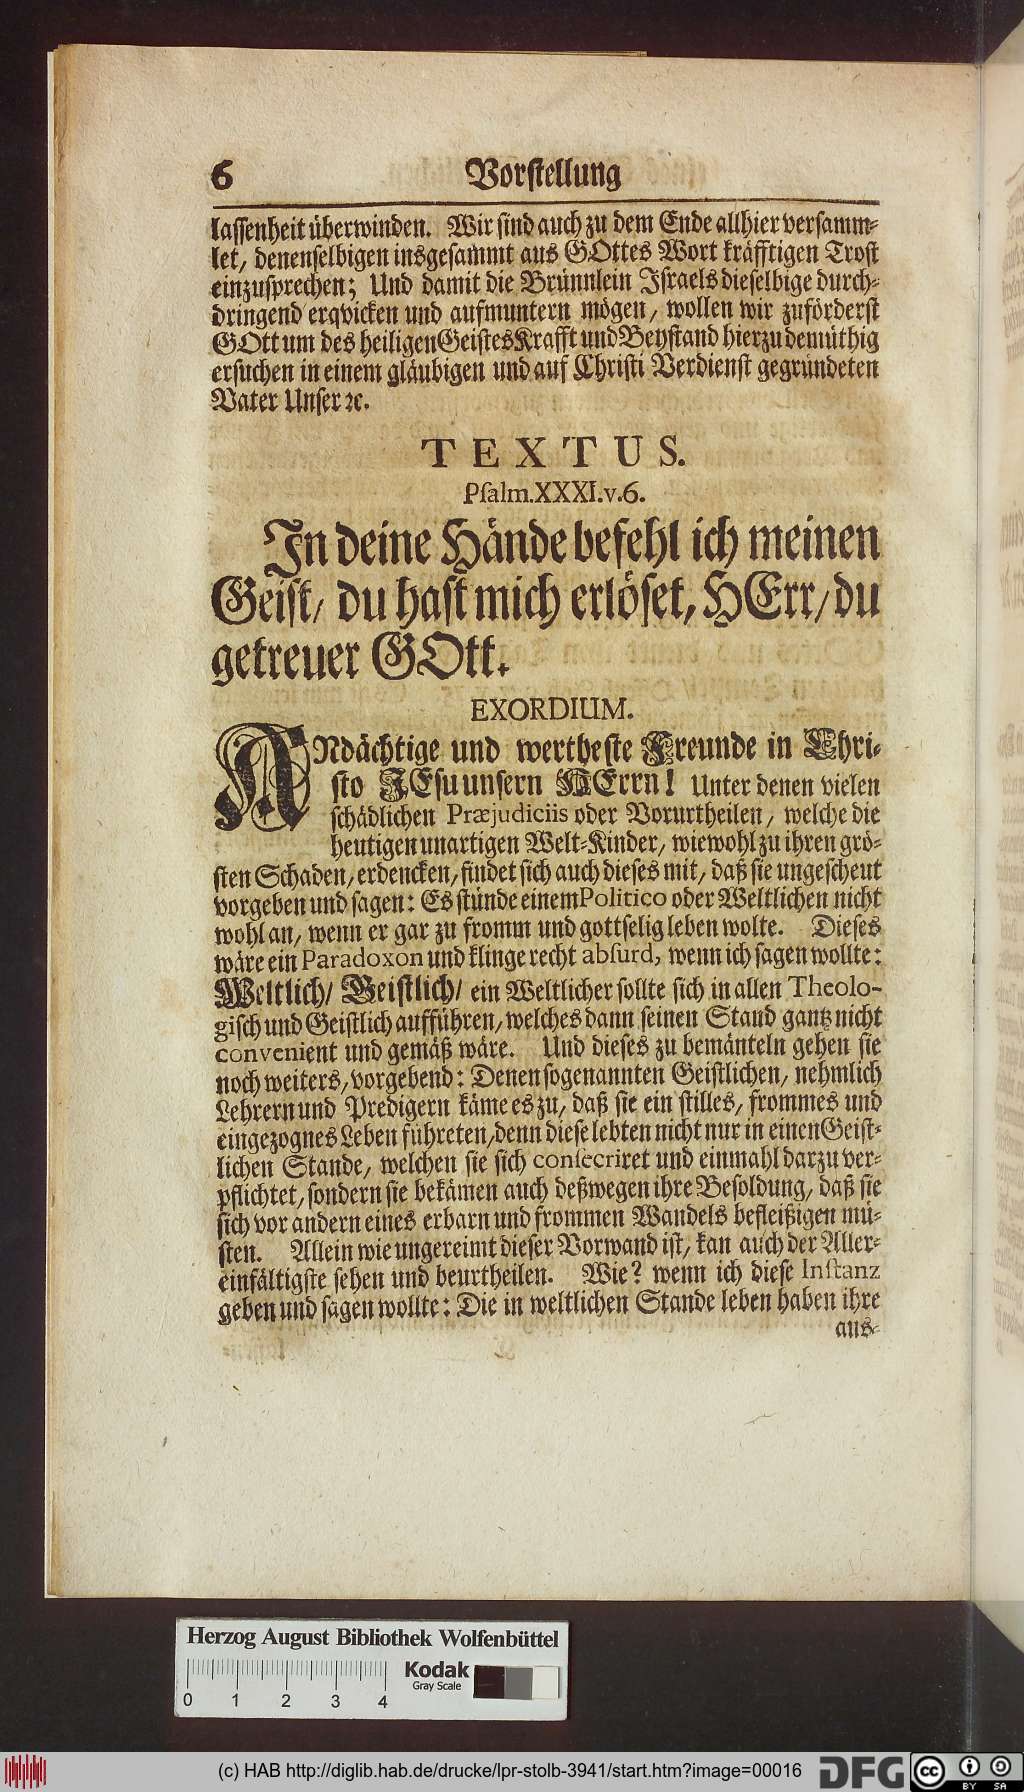 6 Vorstellung
lassenheit überwinden. Wir sind auch zu dem Ende allhier versamm-
let, denenselbigen insgesammt aus GOttes Wort kräfftigen Trost
einzusprechen; Und damit die Brünnlein Israels dieselbige durch-
dringend erqvicken und aufmuntern mögen, wollen wir zuförderst
GOtt um des heiligen Geistes Krafft und Beystand hierzu demüthig
ersuchen in einem gläubigen und auf Christi Verdienst gegründeten
Vater Unser ꝛc.
TEXTUS.
Psalm. XXXI. v. 6.
In deine Hände befehl ich meinen
Geist/ du hast mich erlöset, HErr/ du
getreuer GOtt.
EXORDIUM.
ANdächtige und wertheste Freunde in Chri-
sto JEsu unsern HErrn! Unter denen vielen
schädlichen Præjudiciis oder Vorurtheilen, welche die
heutigen unartigen Welt-Kinder, wiewohl zu ihren grö-
sten Schaden, erdencken, findet sich auch dieses mit, daß sie ungescheut
vorgeben und sagen: Es stünde einem Politico oder Weltlichen nicht
wohl an, wenn er gar zu fromm und gottselig leben wolte. Dieses
wäre ein Paradoxon und klinge recht absurd, wenn ich sagen wollte:
Weltlich/ Geistlich/ ein Weltlicher sollte sich in allen Theolo-
gisch und Geistlich aufführen, welches dann seinen Stand gantz nicht
convenient und gemäß wäre. Und dieses zu bemänteln gehen sie
noch weiters, vorgebend: Denen sogenannten Geistlichen, nehmlich
Lehrern und Predigern käme es zu, daß sie ein stilles, frommes und
eingezognes Leben führeten, denn diese lebten nicht nur in einen Geist-
lichen Stande, welchen sie sich consecriret und einmahl darzu ver-
pflichtet, sondern sie bekämen auch deßwegen ihre Besoldung, daß sie
sich vor andern eines erbarn und frommen Wandels befleißigen mü-
sten. Allein wie ungereimt dieser Vorwand ist, kan auch der Aller-
einfältigste sehen und beurtheilen. Wie? wenn ich diese Instanz
geben und sagen wollte: Die in weltlichen Stande leben haben ihre
aus-
Herzog August Bibliothek Wolfenbüttel
Kodak
Gray Scale
0 1 2 3 4
(c) HAB http://diglib.hab.de/drucke/lpr-stolb-3941/start.htm?image=00016
DFG
cc BY SA